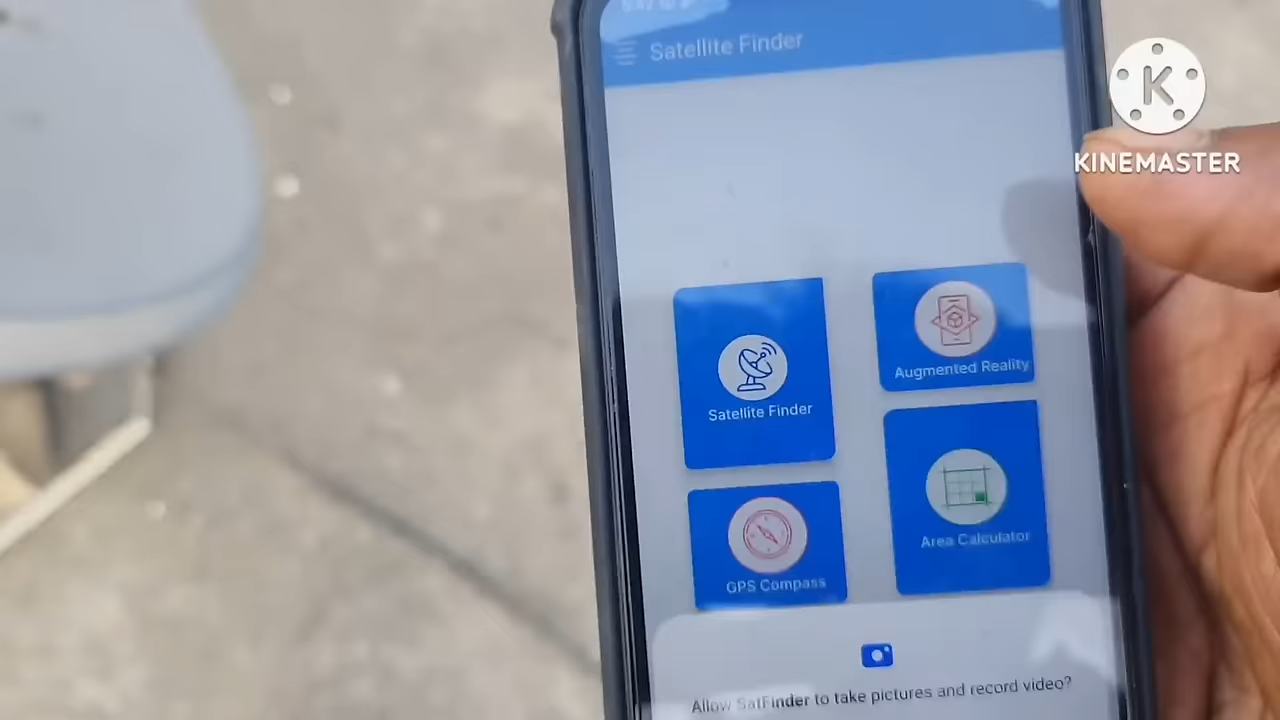 Satellite Finder
K
KINEMASTER
Augmented Reality
Satellite Finder
Area Calculator
GPS Compass
Allow SatFinder to take pictures and record video?